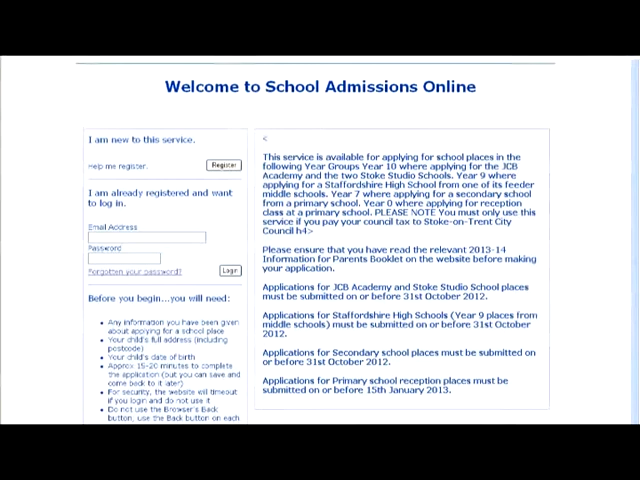 Welcome to School Admissions Online
I am new to this service.
Help me register.
Register
I am already registered and want
to log in.
Email Address
Password
Forgotten your password?
Login
Before you begin...you will need:
• Any information you have been given
about applying for a school place
• Your child's full address (including
postcode)
• Your child's date of birth
• Approx 15-20 minutes to complete
the application (but you can save and
come back to it later)
• For security, the website will timeout
if you login and do not use it
• Do not use the Browser's Back
button, use the Back button on each
<
This service is available for applying for school places in the
following Year Groups Year 10 where applying for the JCB
Academy and the two Stoke Studio Schools. Year 9 where
applying for a Staffordshire High School from one of its feeder
middle schools. Year 7 where applying for a secondary school
from a primary school. Year 0 where applying for reception
class at a primary school. PLEASE NOTE You must only use this
service if you pay your council tax to Stoke-on-Trent City
Council h4>
Please ensure that you have read the relevant 2013-14
Information for Parents Booklet on the website before making
your application.
Applications for JCB Academy and Stoke Studio School places
must be submitted on or before 31st October 2012.
Applications for Staffordshire High Schools (Year 9 places from
middle schools) must be submitted on or before 31st October
2012.
Applications for Secondary school places must be submitted on
or before 31st October 2012.
Applications for Primary school reception places must be
submitted on or before 15th January 2013.